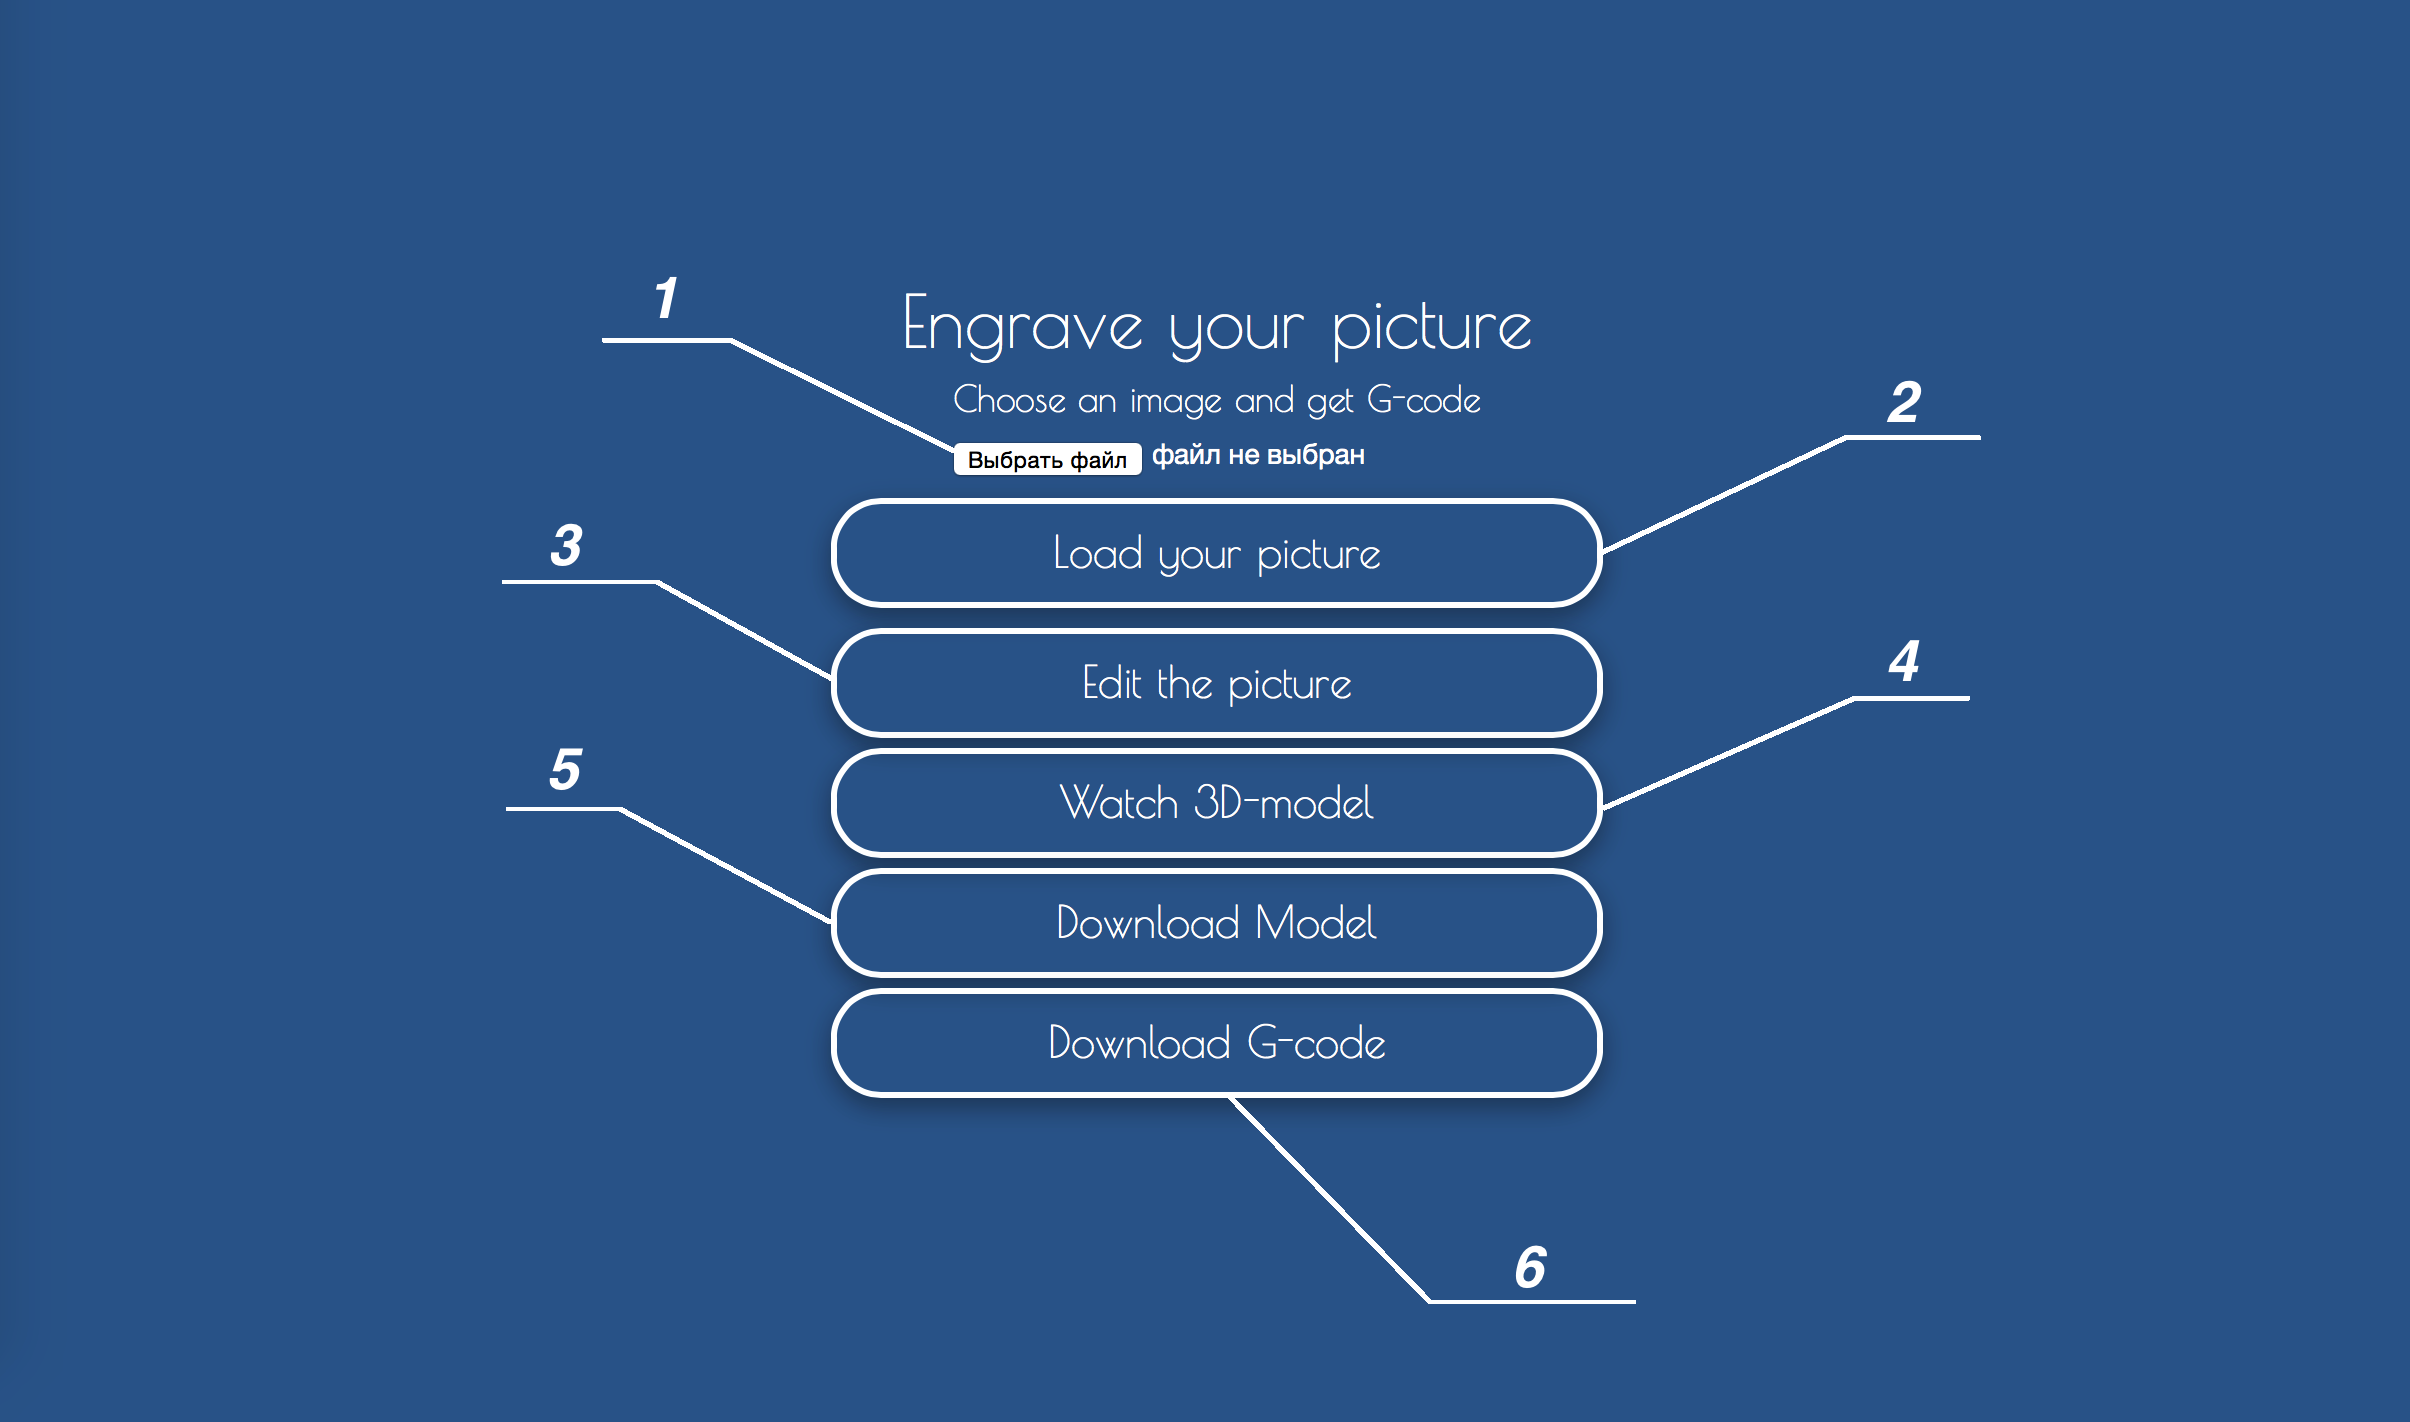 1
Engrave your picture
2
Choose an image and get G-code
Выбрать файл файл не выбран
3
Load your picture
4
Edit the picture
5
Watch 3D-model
Download Model
Download G-code
6